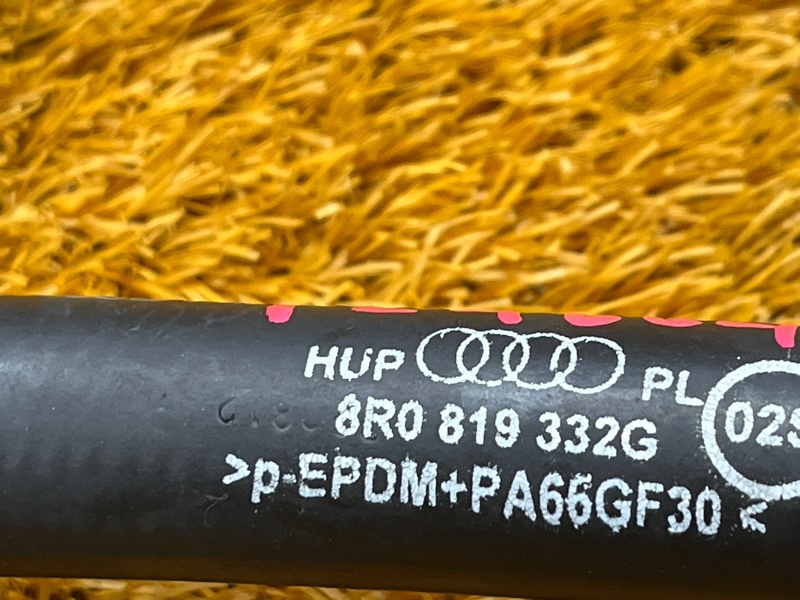 HUP PL
8R0 819 332G
>p-EPDM+PA66GF30<